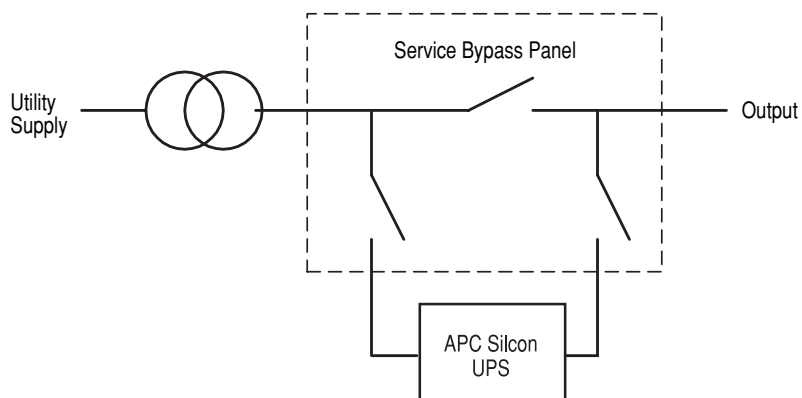 Service Bypass Panel
Utility
Supply
Output
APC Silcon
UPS